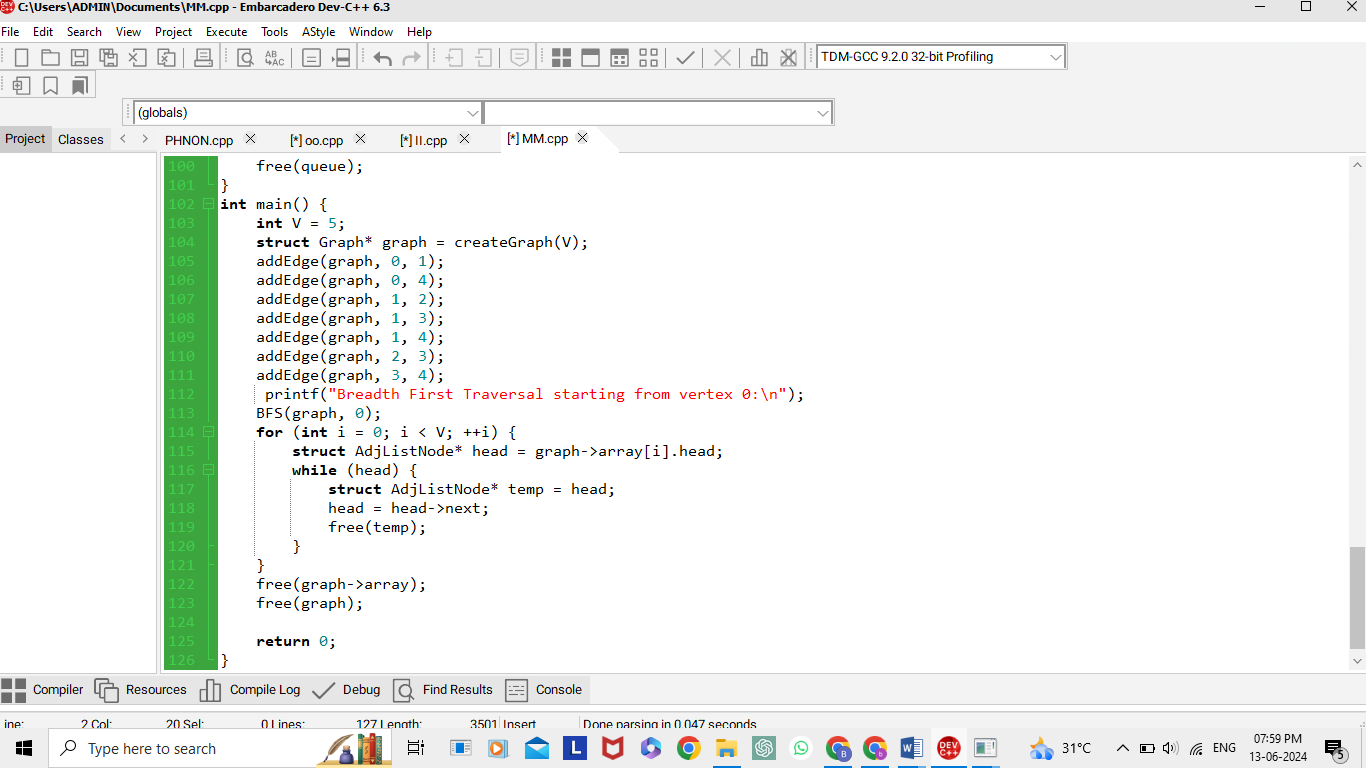 C:\Users\ADMIN\Documents\MM.cpp - Embarcadero Dev-C++ 6.3
File Edit Search View Project Execute Tools AStyle Window Help
TDM-GCC 9.2.0 32-bit Profiling
(globals)
Project Classes PHNON.cpp [*] oo.cpp [*] II.cpp [*] MM.cpp
100     free(queue);
101 }
102 int main() {
103     int V = 5;
104     struct Graph* graph = createGraph(V);
105     addEdge(graph, 0, 1);
106     addEdge(graph, 0, 4);
107     addEdge(graph, 1, 2);
108     addEdge(graph, 1, 3);
109     addEdge(graph, 1, 4);
110     addEdge(graph, 2, 3);
111     addEdge(graph, 3, 4);
112      printf("Breadth First Traversal starting from vertex 0:\n");
113     BFS(graph, 0);
114     for (int i = 0; i < V; ++i) {
115         struct AdjListNode* head = graph->array[i].head;
116         while (head) {
117             struct AdjListNode* temp = head;
118             head = head->next;
119             free(temp);
120         }
121     }
122     free(graph->array);
123     free(graph);
124
125     return 0;
126 }
Compiler Resources Compile Log Debug Find Results Console
ine: 2 Col: 20 Sel: 0 Lines: 127 Length: 3501 Insert Done parsing in 0.047 seconds
Type here to search 31°C ENG 07:59 PM
13-06-2024 5